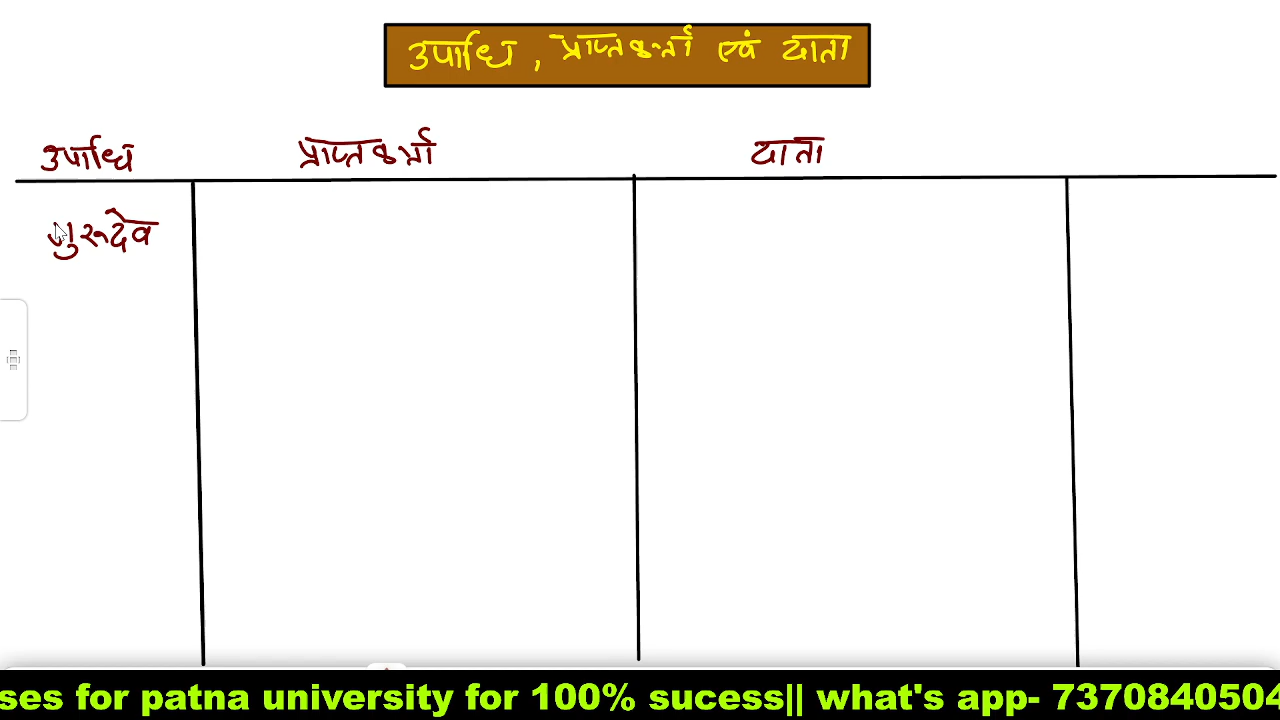 उपाधि, प्राप्तकर्ता एवं दाता
उपाधि प्राप्तकर्ता दाता
गुरूदेव
ses for patna university for 100% sucess|| what's app- 7370840504